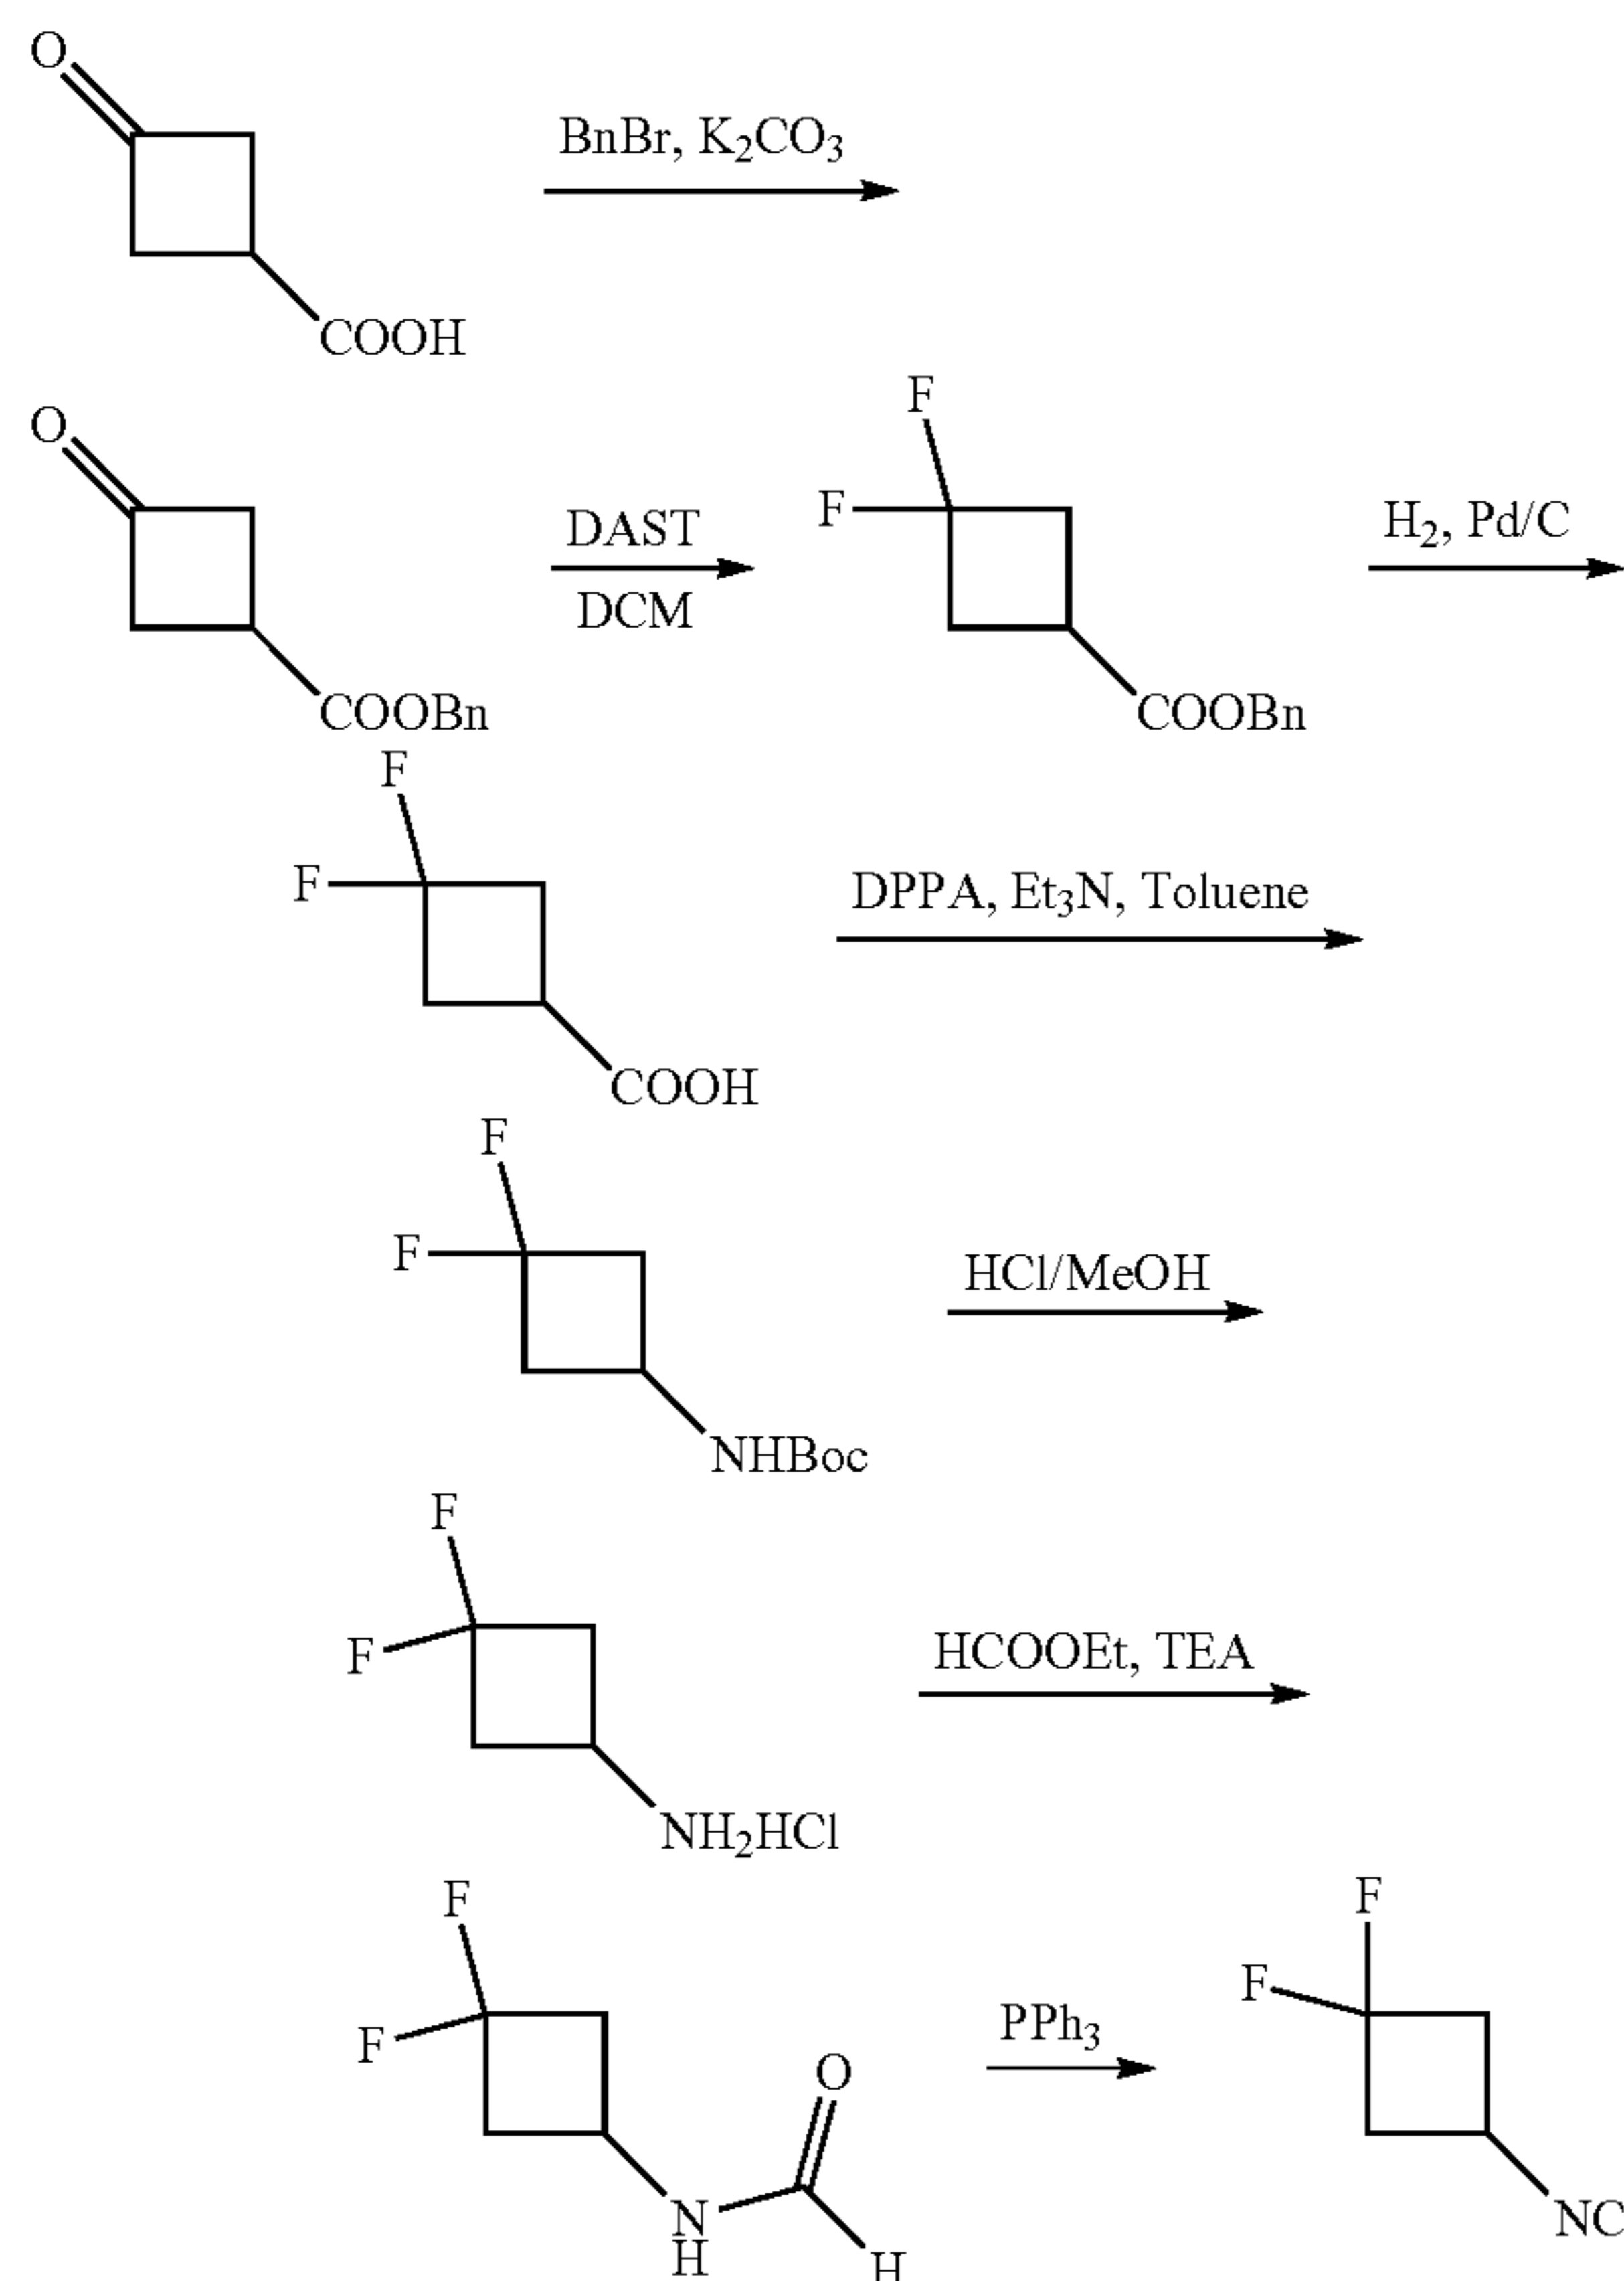 O
BnBr, K₂CO₃
COOH
O
DAST
DCM
COOBn
F
F
H₂, Pd/C
COOBn
F
F
DPPA, Et₃N, Toluene
COOH
F
F
HCl/MeOH
NHBoc
F
F
HCOOEt, TEA
NH₂HCl
F
F
O
N
H
H
PPh₃
F
F
NC